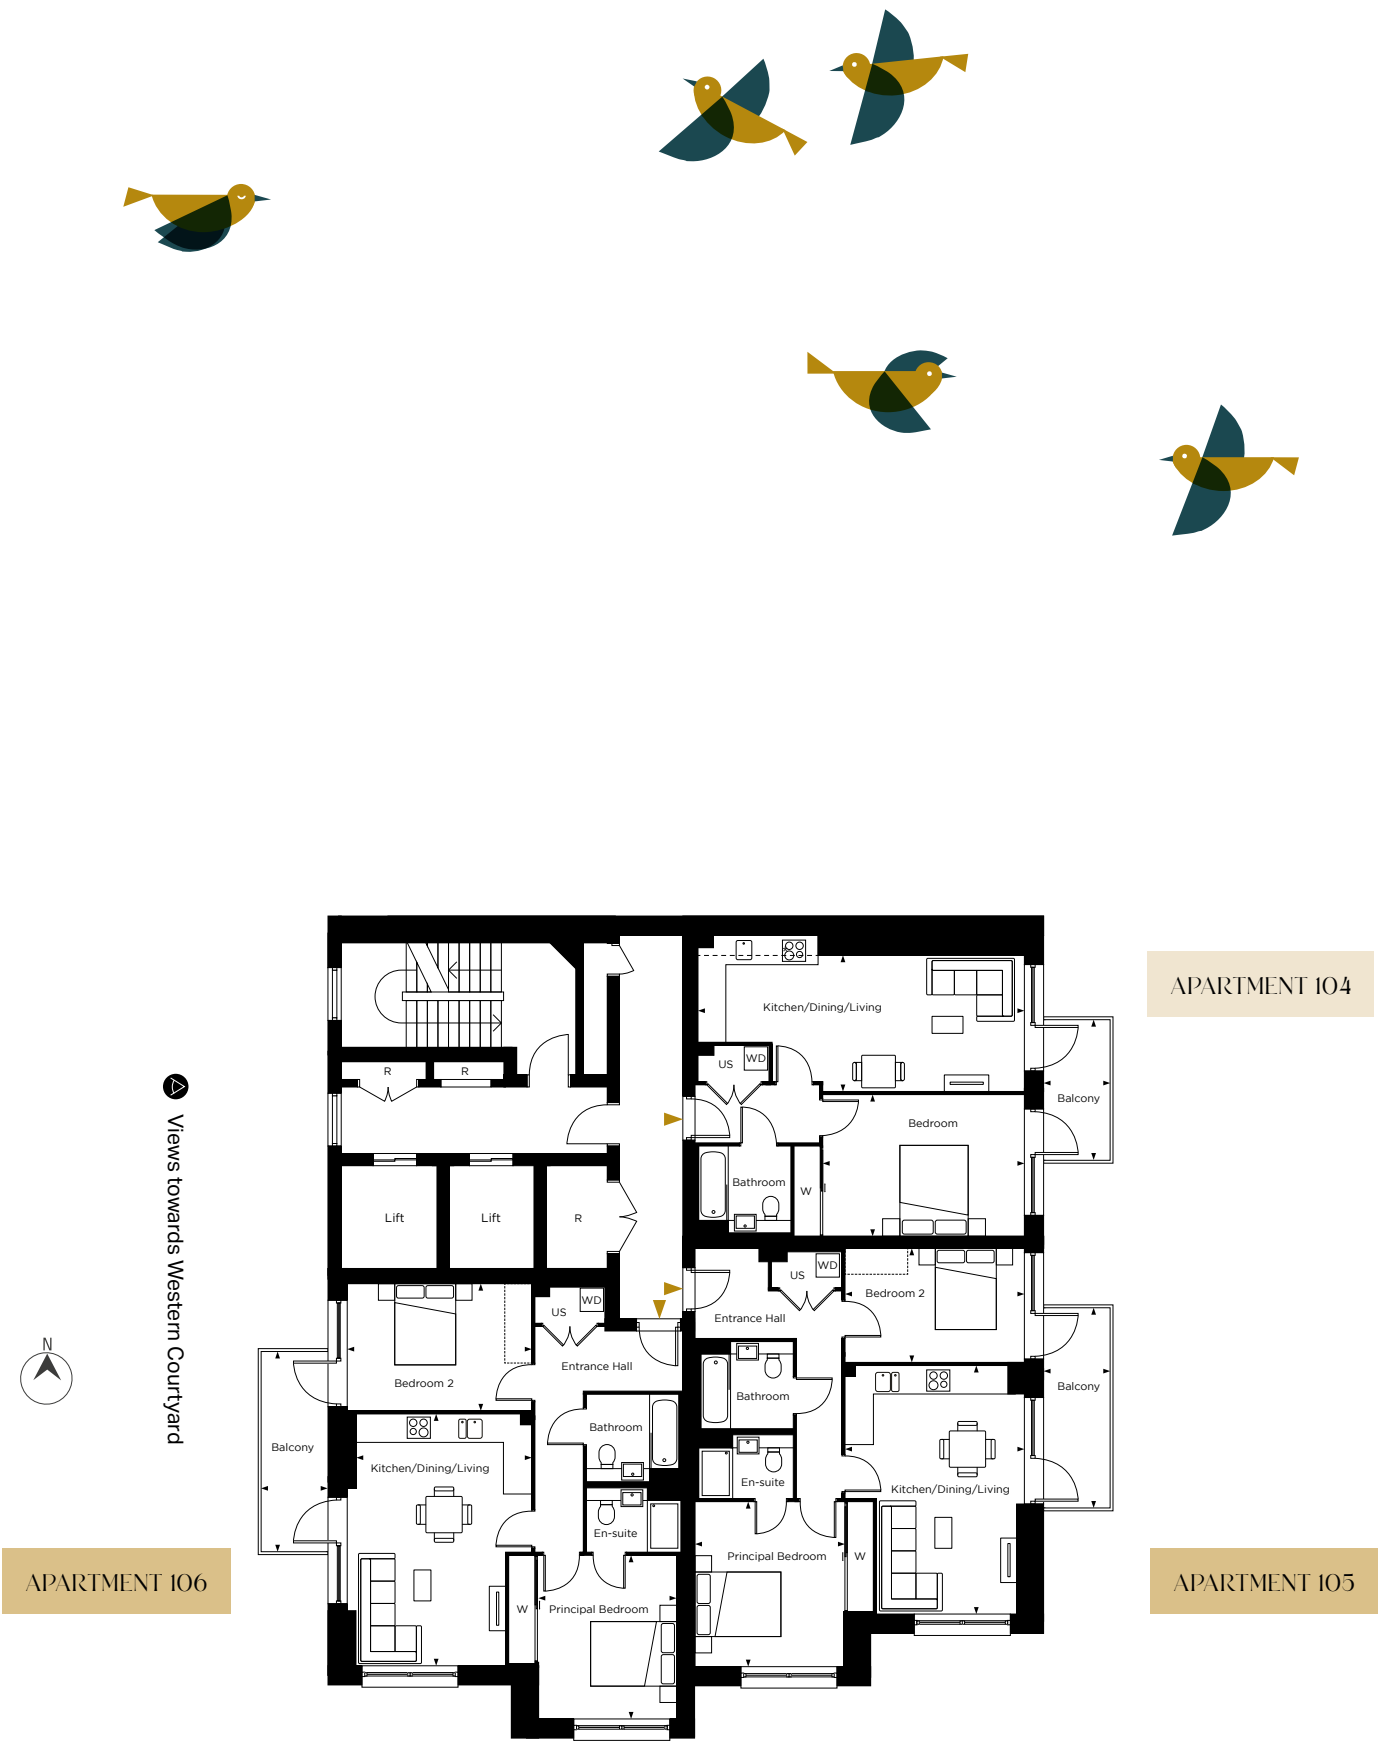 APARTMENT 104
Kitchen/Dining/Living
US
WD
R
R
Balcony
Bedroom
Views towards Western Courtyard
Bathroom
W
Lift
Lift
R
WD
US
Bedroom 2
Entrance Hall
US
WD
N
Entrance Hall
Bedroom 2
Bathroom
Balcony
Bathroom
Balcony
Kitchen/Dining/Living
En-suite
Kitchen/Dining/Living
En-suite
Principal Bedroom
W
APARTMENT 106
APARTMENT 105
W
Principal Bedroom